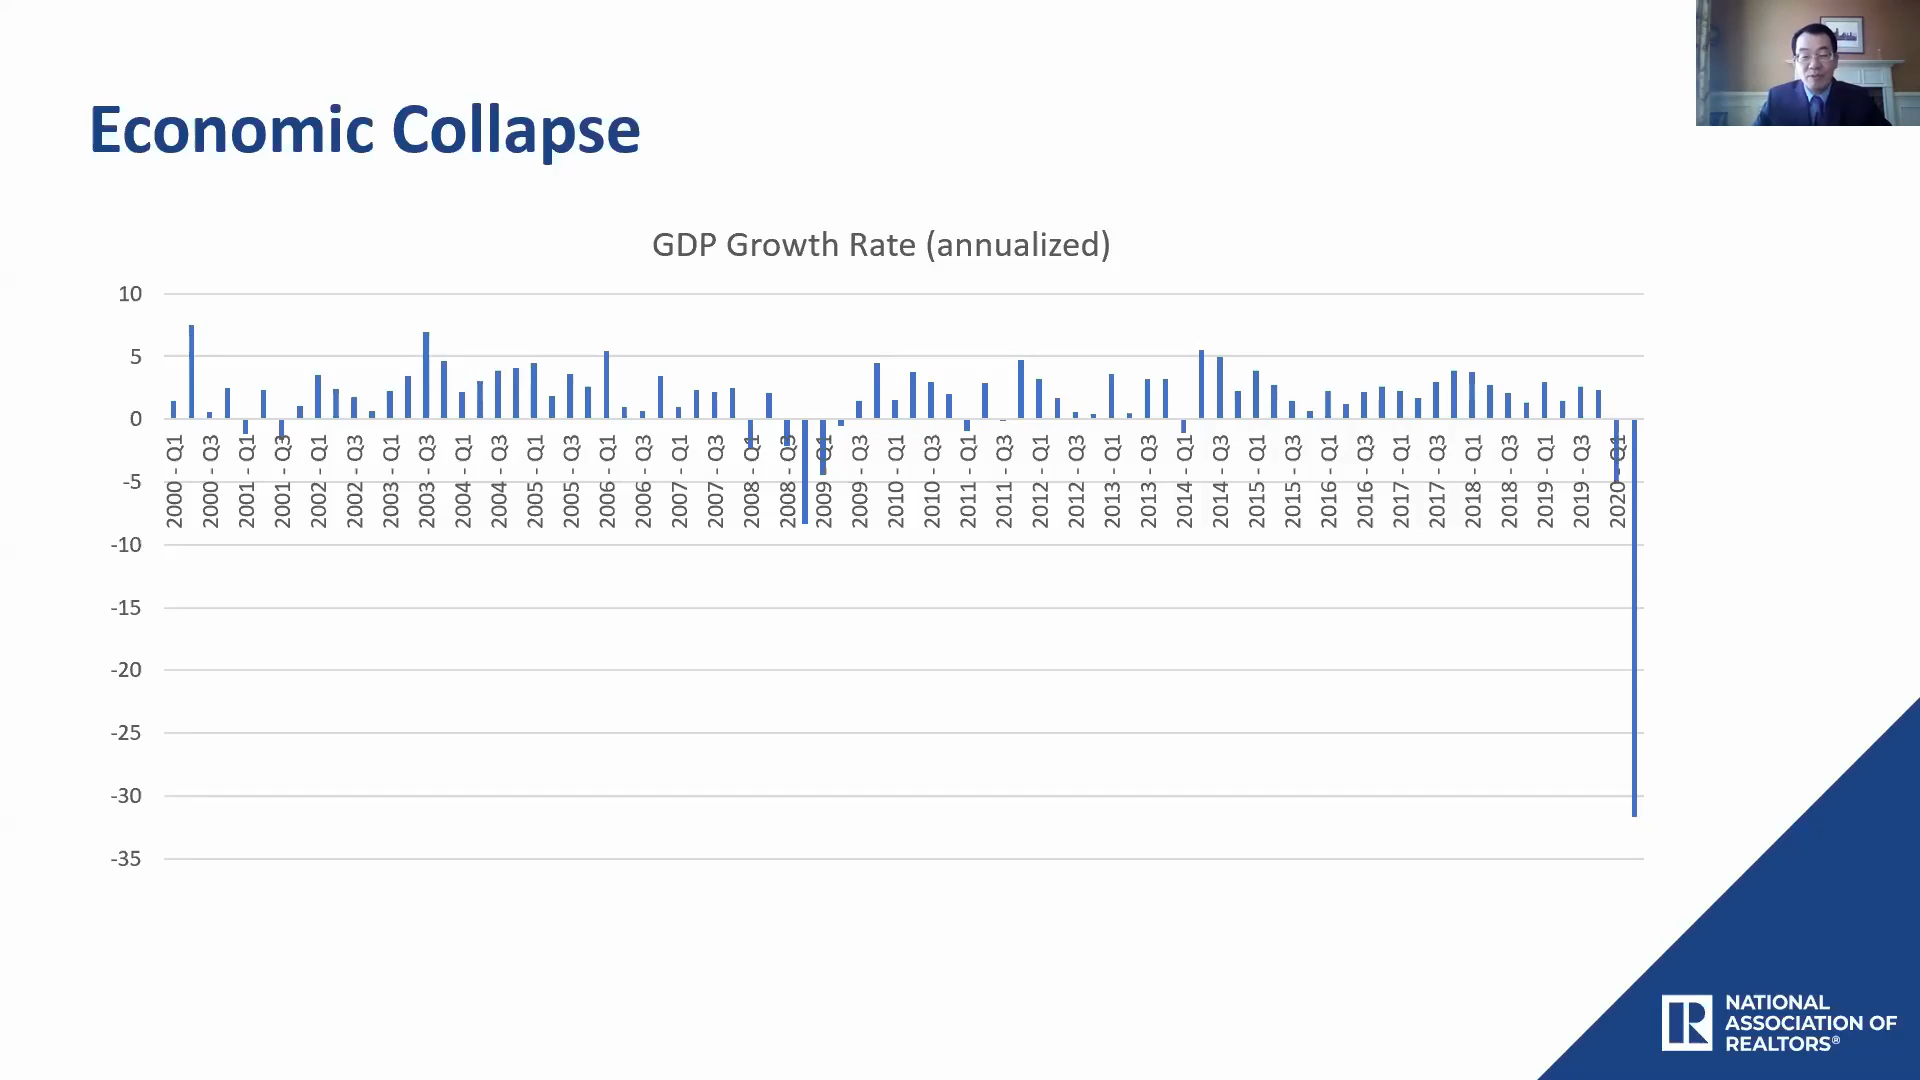 Economic Collapse
GDP Growth Rate (annualized)
10
5
0
-5
-10
-15
-20
-25
-30
-35
2000 - Q1
2000 - Q3
2001 - Q1
2001 - Q3
2002 - Q1
2002 - Q3
2003 - Q1
2003 - Q3
2004 - Q1
2004 - Q3
2005 - Q1
2005 - Q3
2006 - Q1
2006 - Q3
2007 - Q1
2007 - Q3
2008 - Q1
2008 - Q3
2009 - Q1
2009 - Q3
2010 - Q1
2010 - Q3
2011 - Q1
2011 - Q3
2012 - Q1
2012 - Q3
2013 - Q1
2013 - Q3
2014 - Q1
2014 - Q3
2015 - Q1
2015 - Q3
2016 - Q1
2016 - Q3
2017 - Q1
2017 - Q3
2018 - Q1
2018 - Q3
2019 - Q1
2019 - Q3
2020 - Q1
R
NATIONAL
ASSOCIATION OF
REALTORS®